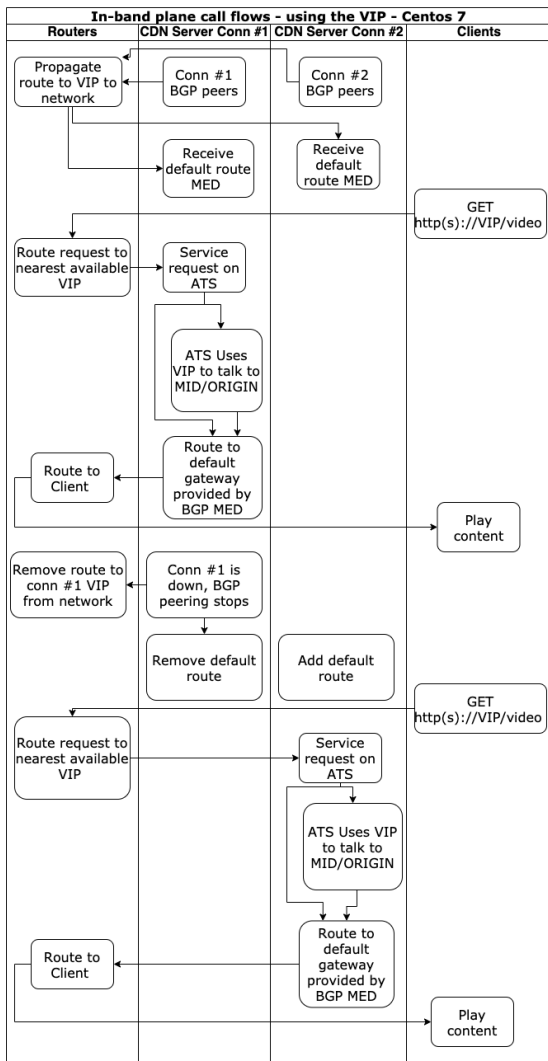 In-band plane call flows - using the VIP - Centos 7
Routers
CDN Server Conn #1
CDN Server Conn #2
Clients
Propagate
route to VIP to
network
Conn #1
BGP peers
Conn #2
BGP peers
Receive
default route
MED
Receive
default
route MED
GET
http(s)://VIP/video
Route request to
nearest available
VIP
Service
request on
ATS
ATS Uses
VIP to talk to
MID/ORIGIN
Route to
default
gateway
provided by
BGP MED
Route to
Client
Play
content
Remove route to
conn #1 VIP
from network
Conn #1 is
down, BGP
peering stops
Remove default
route
Add default
route
GET
http(s)://VIP/video
Route request to
nearest available
VIP
Service
request on
ATS
ATS Uses VIP
to talk to
MID/ORIGIN
Route to
default
gateway
provided by
BGP MED
Route to
Client
Play
content